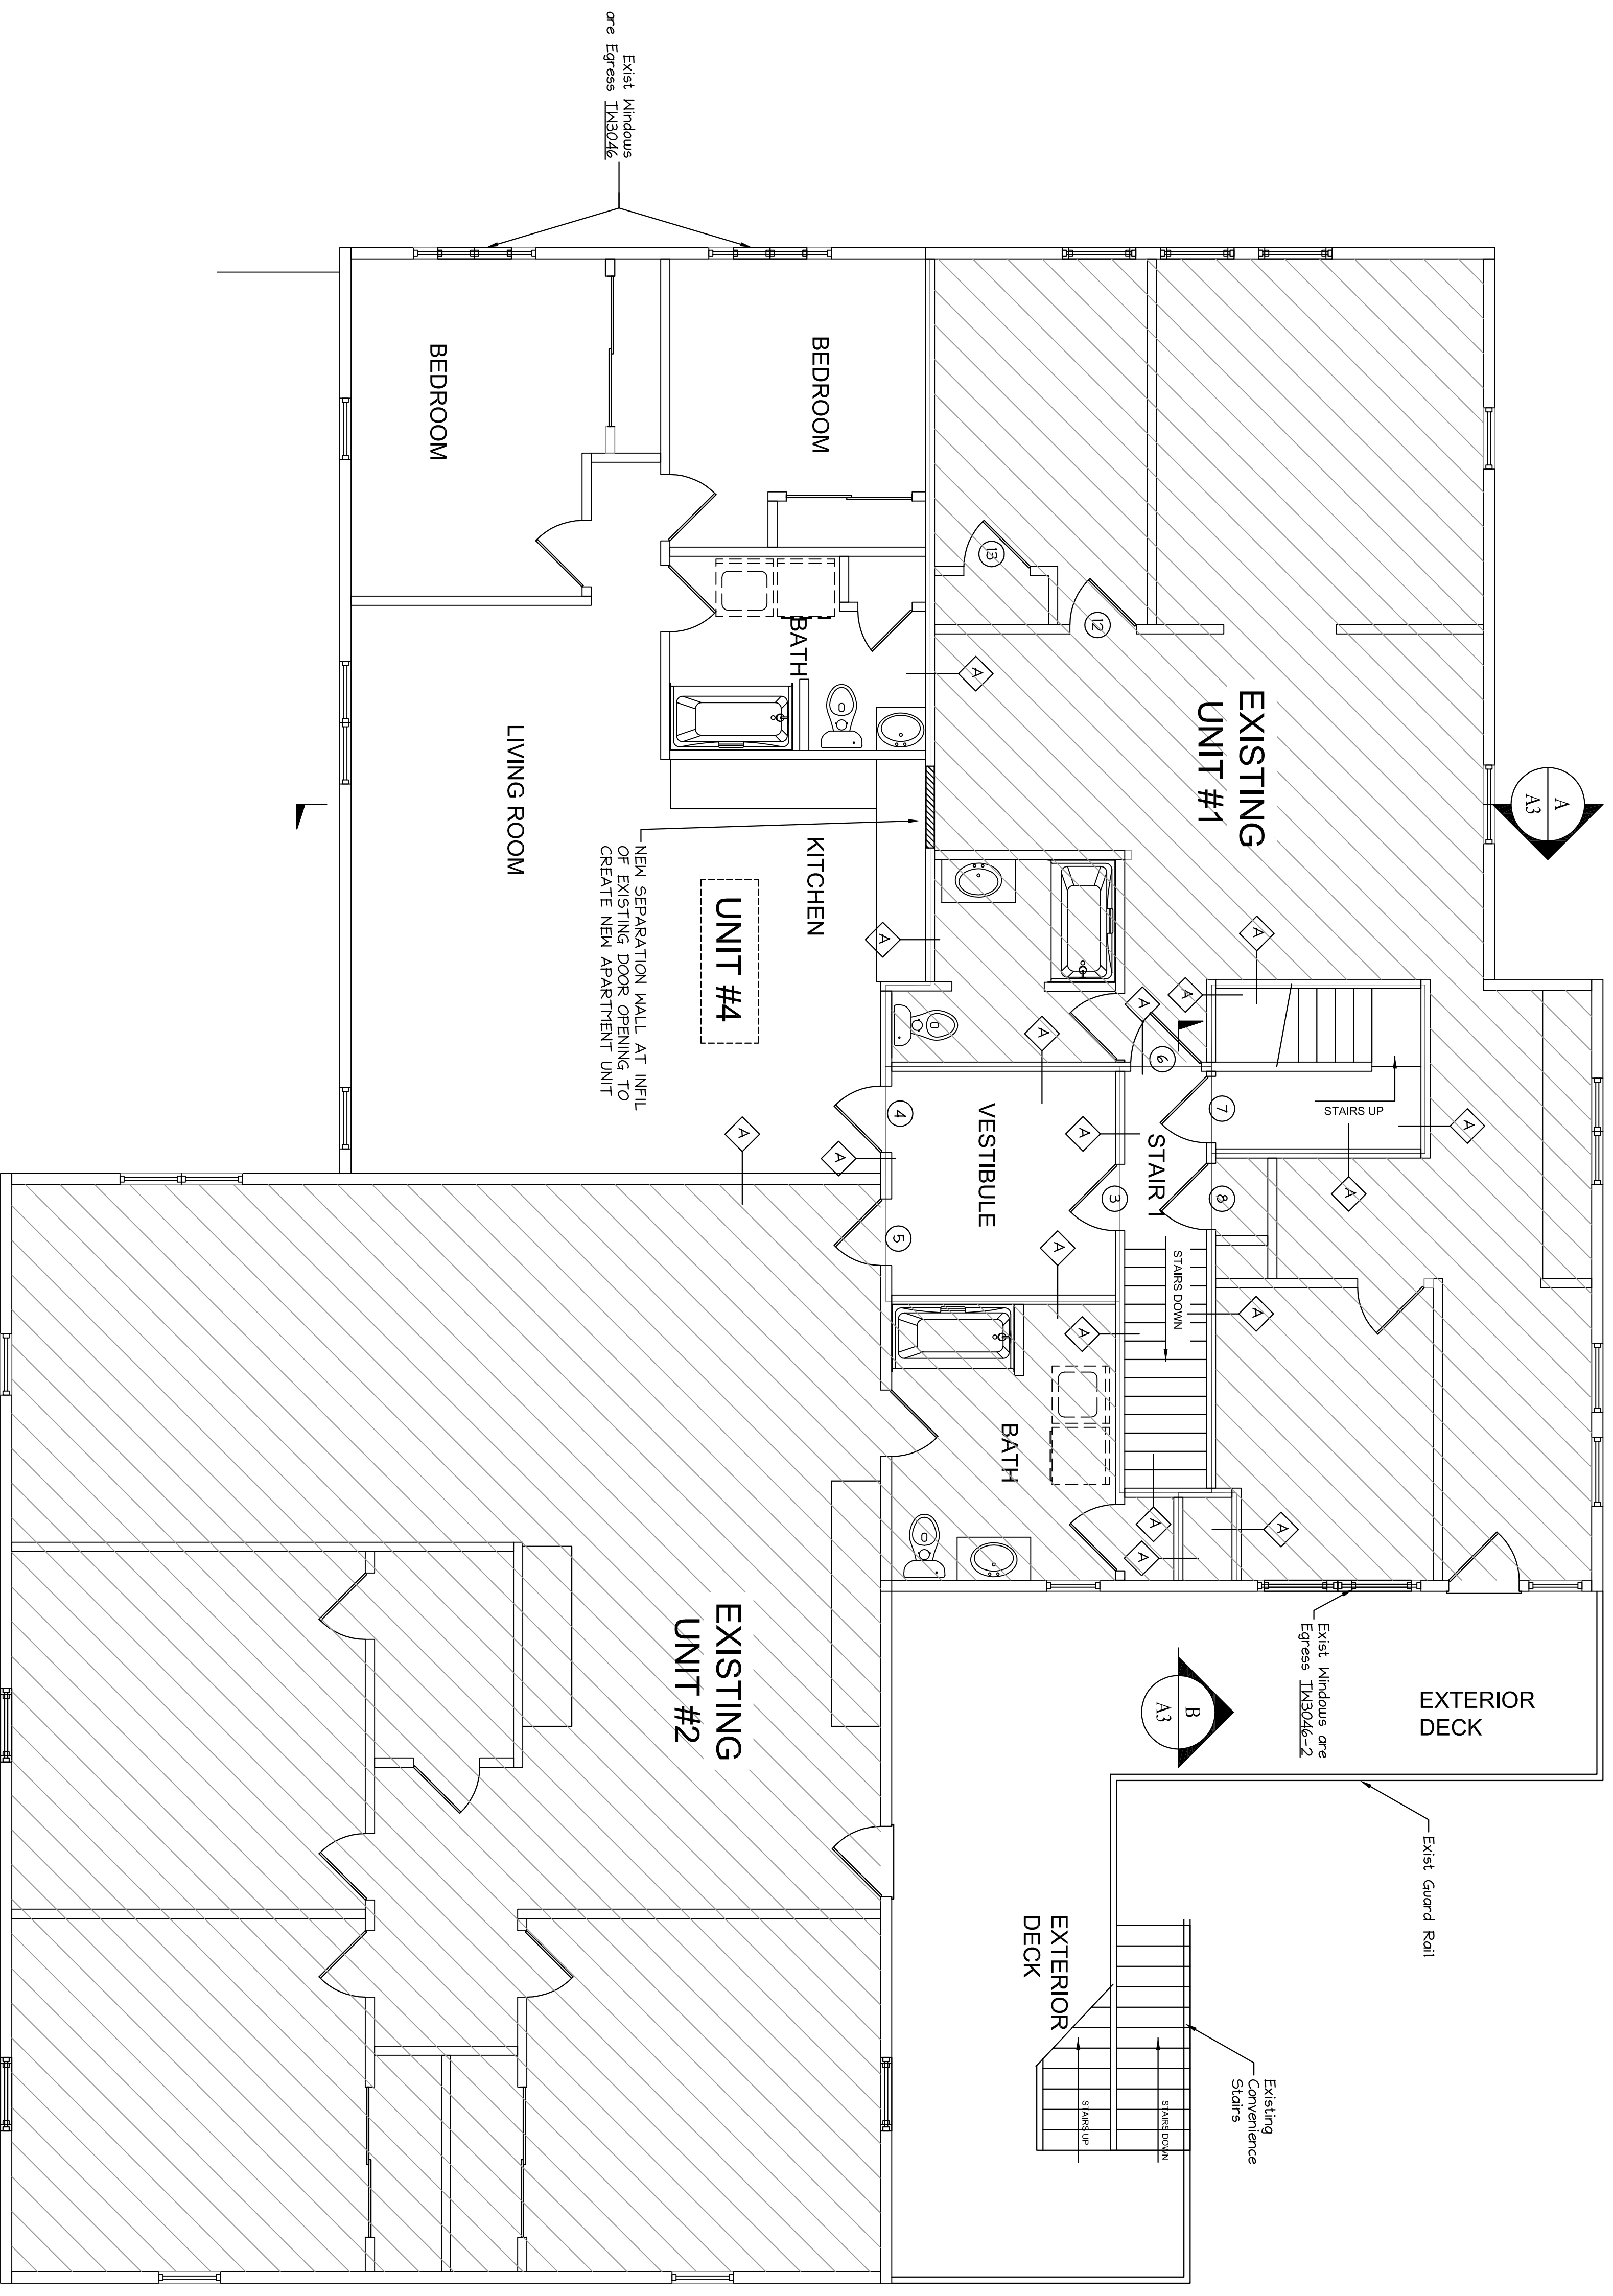 Exist Windows
are Egress TW3046
BEDROOM
BEDROOM
LIVING ROOM
BATH
KITCHEN
UNIT #4
NEW SEPARATION WALL AT INFIL
OF EXISTING DOOR OPENING TO
CREATE NEW APARTMENT UNIT
EXISTING
UNIT #1
13
12
A
A3
A
A
A
A
A
A
6
7
STAIRS UP
A
A
A
STAIR 1
3
8
VESTIBULE
4
5
A
A
A
A
A
STAIRS DOWN
BATH
A
A
A
EXISTING
UNIT #2
Exist Windows are
Egress TW3046-2
B
A3
EXTERIOR
DECK
Exist Guard Rail
EXTERIOR
DECK
STAIRS UP
STAIRS DOWN
Existing
Convenience
Stairs